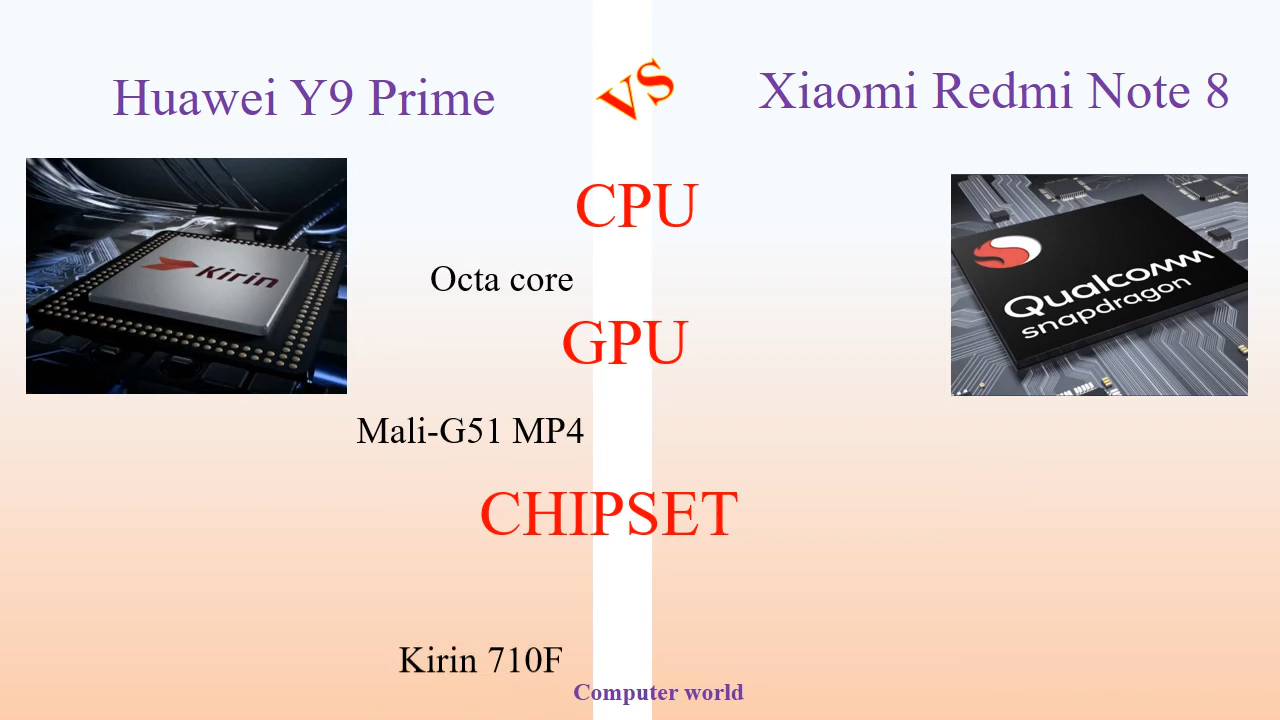 Huawei Y9 Prime
VS
Xiaomi Redmi Note 8
CPU
Kirin
Qualcomm
snapdragon
Octa core
GPU
Mali-G51 MP4
CHIPSET
Kirin 710F
Computer world